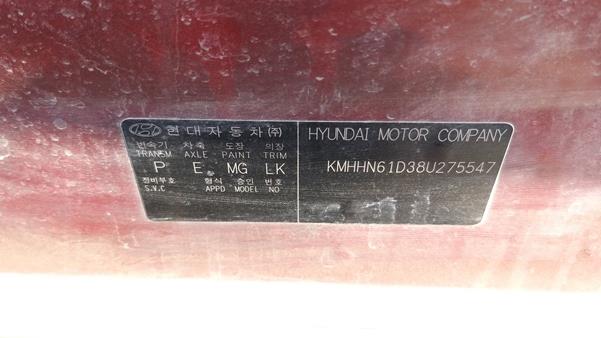 현대자동차(주)
변속기 차축 도장 의장
TRANSM AXLE PAINT TRIM
P E MG LK
정비부호 형식 승인 번호
S.V.C APPD MODEL NO
HYUNDAI MOTOR COMPANY
KMHHN61D38U275547